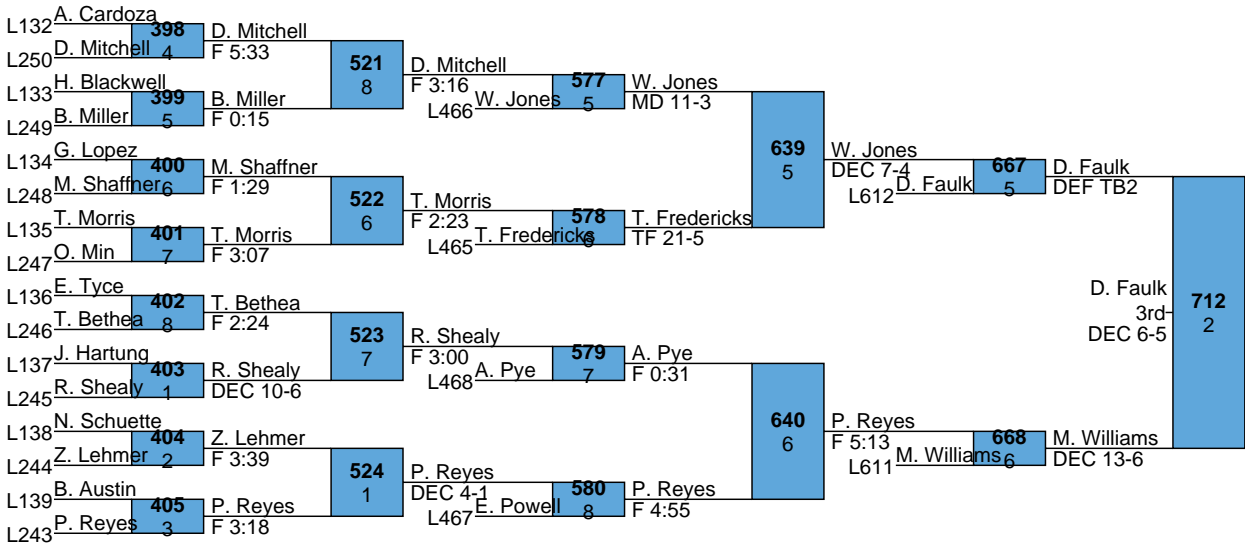 A. Cardoza
L132
398
D. Mitchell
L250
D. Mitchell
4
F 5:33
521
8
D. Mitchell
F 3:16
H. Blackwell
L133
399
B. Miller
L249
B. Miller
5
F 0:15
577
W. Jones
L466
W. Jones
5
MD 11-3
G. Lopez
L134
400
M. Shaffner
L248
M. Shaffner
6
F 1:29
522
6
T. Morris
F 2:23
T. Morris
L135
401
T. Morris
L247
O. Min
7
F 3:07
578
T. Fredericks
L465
T. Fredericks
6
TF 21-5
639
5
W. Jones
DEC 7-4
667
D. Faulk
L612
D. Faulk
5
DEF TB2
E. Tyce
L136
402
T. Bethea
L246
T. Bethea
8
F 2:24
523
7
R. Shealy
F 3:00
J. Hartung
L137
403
R. Shealy
L245
R. Shealy
1
DEC 10-6
579
A. Pye
L468
A. Pye
7
F 0:31
N. Schuette
L138
404
Z. Lehmer
L244
Z. Lehmer
2
F 3:39
524
1
P. Reyes
DEC 4-1
B. Austin
L139
405
P. Reyes
L243
P. Reyes
3
F 3:18
580
P. Reyes
L467
E. Powell
8
F 4:55
640
6
P. Reyes
F 5:13
668
M. Williams
L611
M. Williams
6
DEC 13-6
712
2
D. Faulk
3rd
DEC 6-5